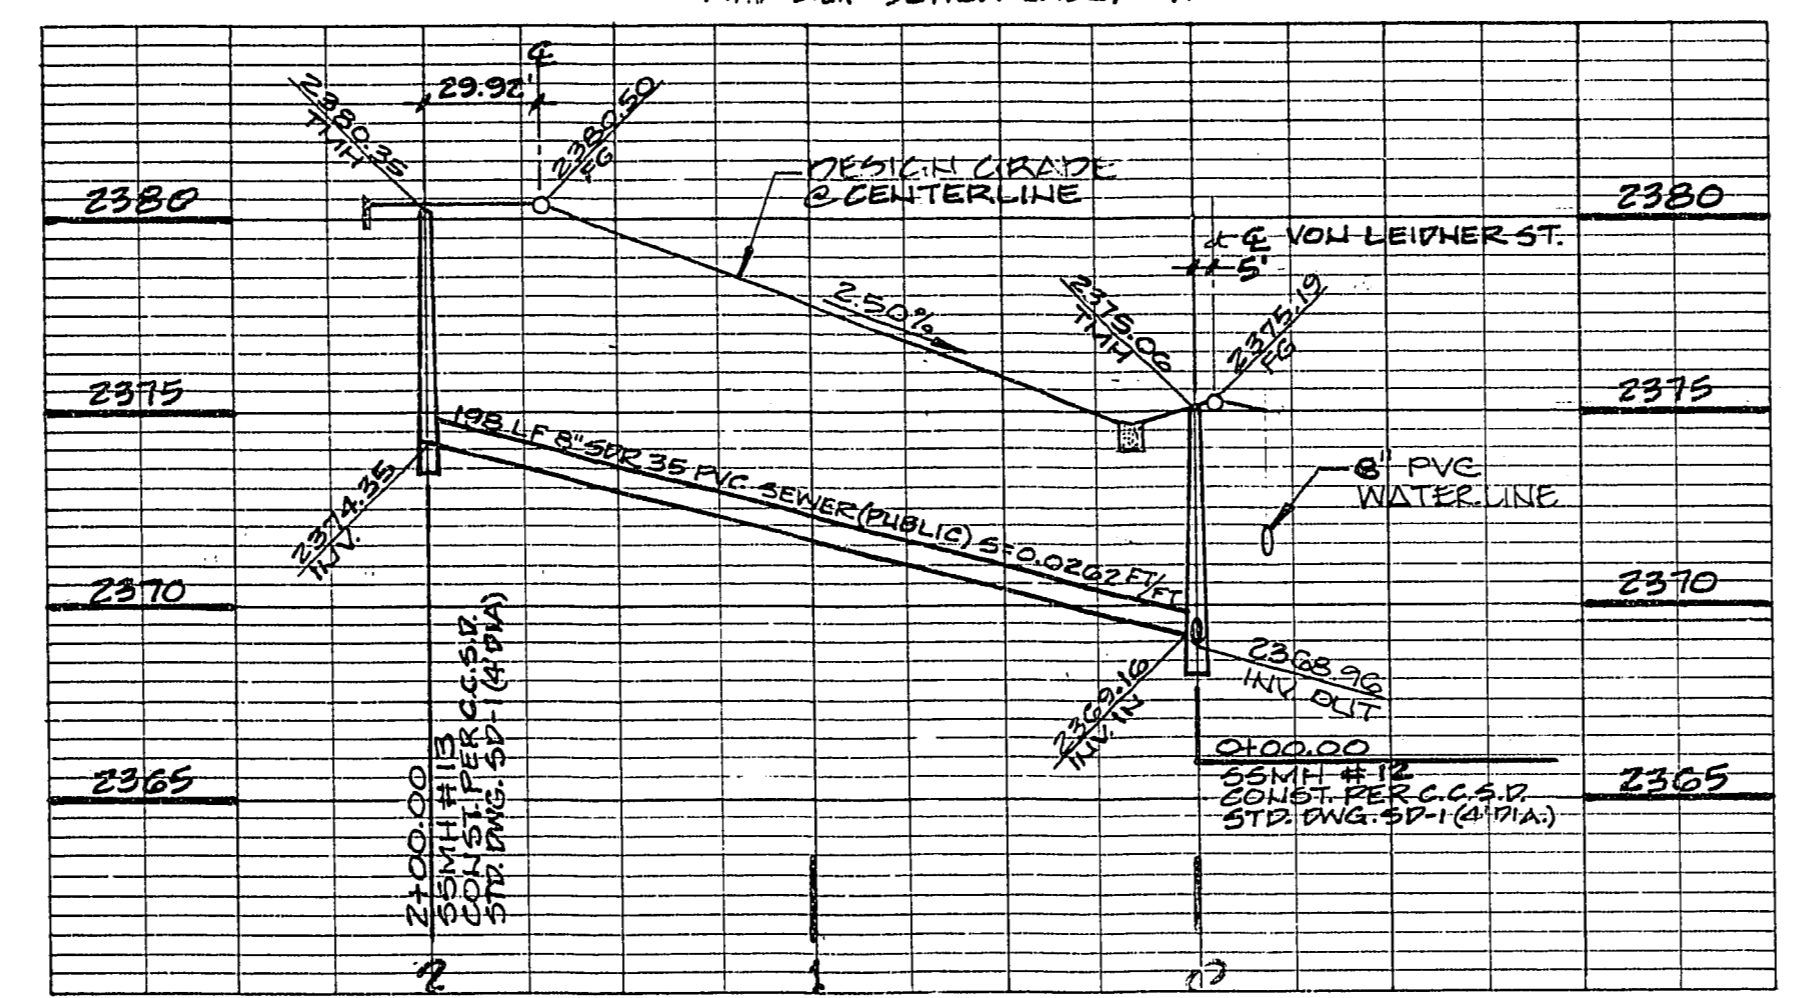 ℄
29.92'
2380.35
TMH
2380.50
FG
DESIGN GRADE
@ CENTERLINE
2380
2380
℄ VON LEIDNER ST.
5'
2.50%
2375.06
TMH
2375.19
FG
2375
2375
198 LF 8" SDR 35 PVC SEWER (PUBLIC) S=0.0262 FT/FT
8" PVC
WATERLINE
2374.35
INV.
2370
2370
2369.16
INV. IN
2368.96
INV OUT
2+00.00
SSMH #13
CONST. PER C.C.S.D.
STD. DWG. SD-1 (4' DIA)
0+00.00
SSMH #12
CONST. PER C.C.S.D.
STD. DWG. SD-1 (4' DIA.)
2365
2365
2
1